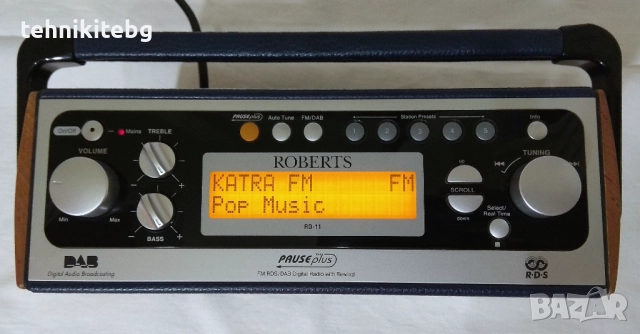 tehnikitebg
PAUSEplus Auto Tune FM/DAB Station Presets Info
On/Off Mains TREBLE
1 2 3 4 5
VOLUME
ROBERTS
up
TUNING
KATRA FM FM
SCROLL
Pop Music
down
Select/
Real Time
Min Max
BASS
RD-11
DAB
Digital Audio Broadcasting
PAUSEplus
FM RDS/DAB Digital Radio with Rewind
R·D·S
BAZAR